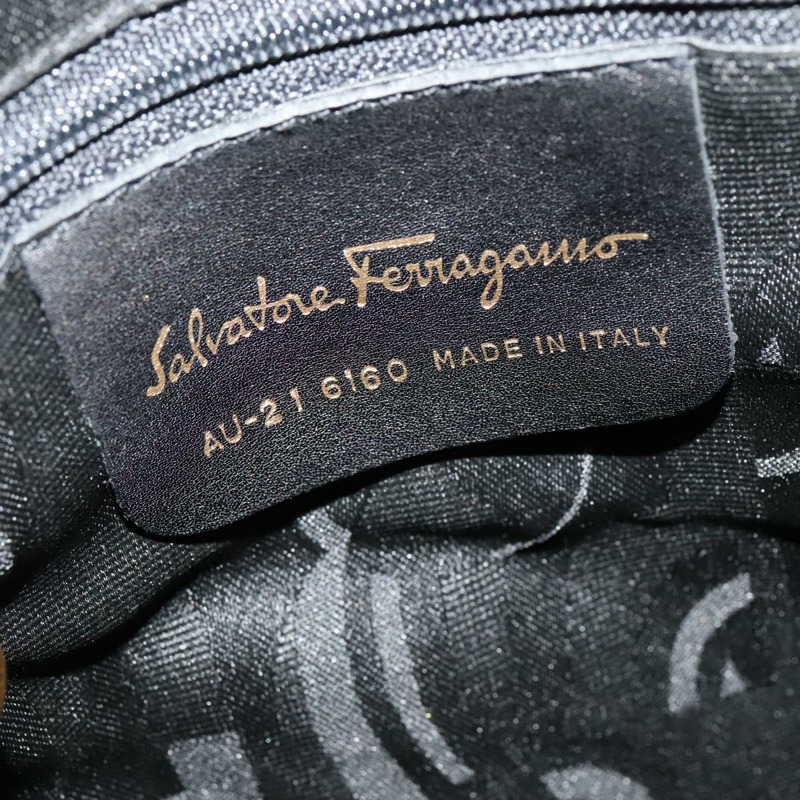 Salvatore Ferragamo
AU-21 6160 MADE IN ITALY